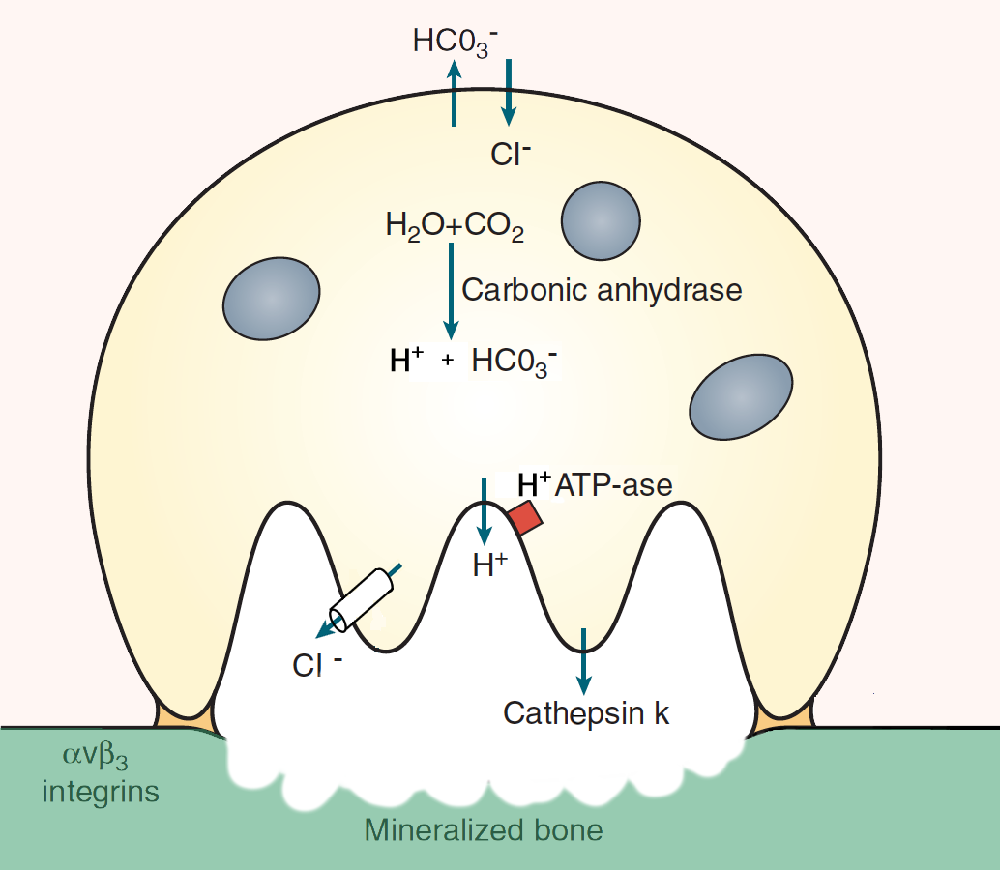 HC0₃⁻
Cl⁻
H₂O+CO₂
Carbonic anhydrase
H⁺ + HC0₃⁻
H⁺ATP-ase
H⁺
Cl ⁻
Cathepsin k
αvβ₃
integrins
Mineralized bone